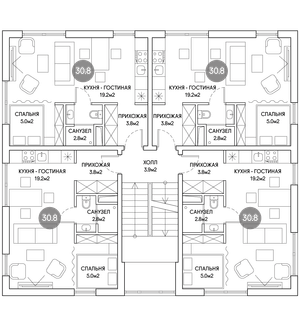 30.8
КУХНЯ - ГОСТИНАЯ
19.2м2
СПАЛЬНЯ
5.0м2
САНУЗЕЛ
2.8м2
ПРИХОЖАЯ
3.8м2
30.8
КУХНЯ - ГОСТИНАЯ
19.2м2
ПРИХОЖАЯ
3.8м2
САНУЗЕЛ
2.8м2
СПАЛЬНЯ
5.0м2
КУХНЯ - ГОСТИНАЯ
19.2м2
ПРИХОЖАЯ
3.8м2
ХОЛЛ
3.9м2
ПРИХОЖАЯ
3.8м2
КУХНЯ - ГОСТИНАЯ
19.2м2
30.8
САНУЗЕЛ
2.8м2
САНУЗЕЛ
2.8м2
30.8
СПАЛЬНЯ
5.0м2
СПАЛЬНЯ
5.0м2